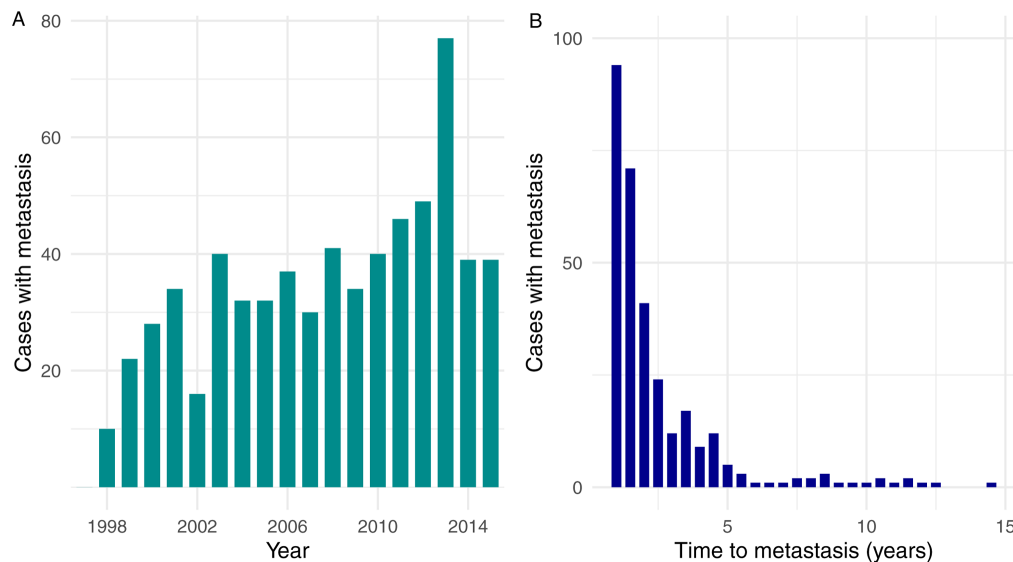 A
Cases with metastasis
80
60
40
20
1998 2002 2006 2010 2014
Year
B
Cases with metastasis
100
50
0
5 10 15
Time to metastasis (years)